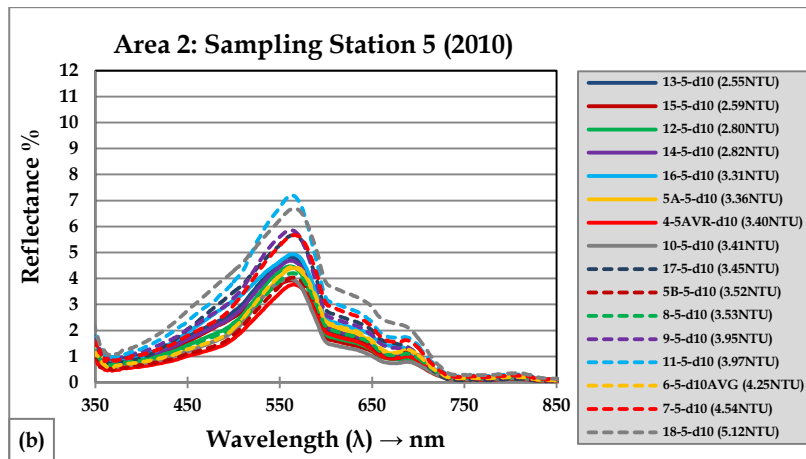 Area 2: Sampling Station 5 (2010)
12
11
10
9
8
7
6
5
4
3
2
1
0
Reflectance %
350 450 550 650 750 850
Wavelength (λ) → nm
(b)
13-5-d10 (2.55NTU)
15-5-d10 (2.59NTU)
12-5-d10 (2.80NTU)
14-5-d10 (2.82NTU)
16-5-d10 (3.31NTU)
5A-5-d10 (3.36NTU)
4-5AVR-d10 (3.40NTU)
10-5-d10 (3.41NTU)
17-5-d10 (3.45NTU)
5B-5-d10 (3.52NTU)
8-5-d10 (3.53NTU)
9-5-d10 (3.95NTU)
11-5-d10 (3.97NTU)
6-5-d10AVG (4.25NTU)
7-5-d10 (4.54NTU)
18-5-d10 (5.12NTU)